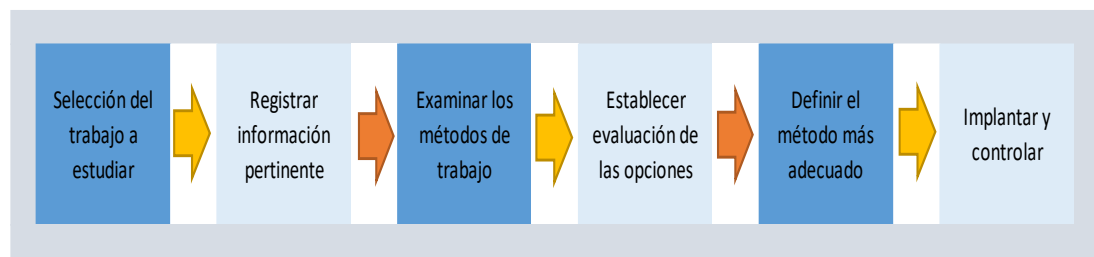 Selección del
trabajo a
estudiar
Registrar
información
pertinente
Examinar los
métodos de
trabajo
Establecer
evaluación de
las opciones
Definir el
método más
adecuado
Implantar y
controlar